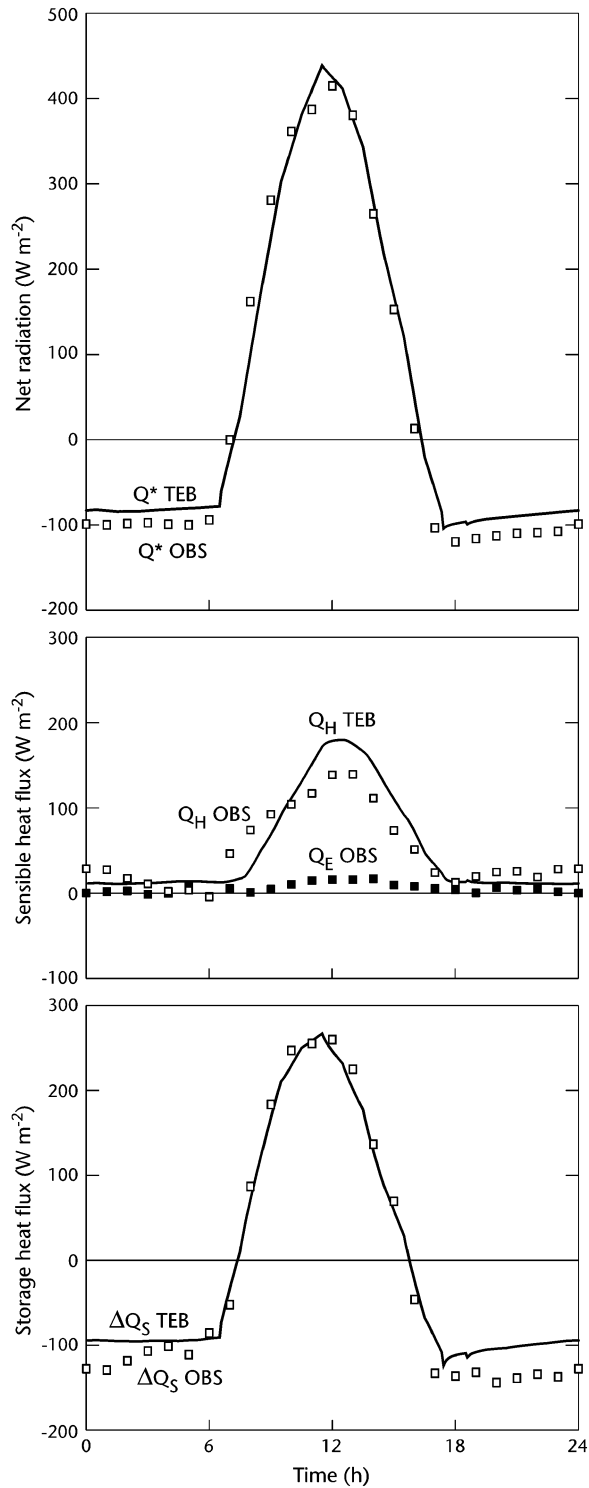 500
400
300
200
100
0
-100
-200
Net radiation (W m-2)
Q* TEB
Q* OBS
300
200
100
0
-100
Sensible heat flux (W m-2)
QH TEB
QH OBS
QE OBS
300
200
100
0
-100
-200
Storage heat flux (W m-2)
ΔQS TEB
ΔQS OBS
0 6 12 18 24
Time (h)